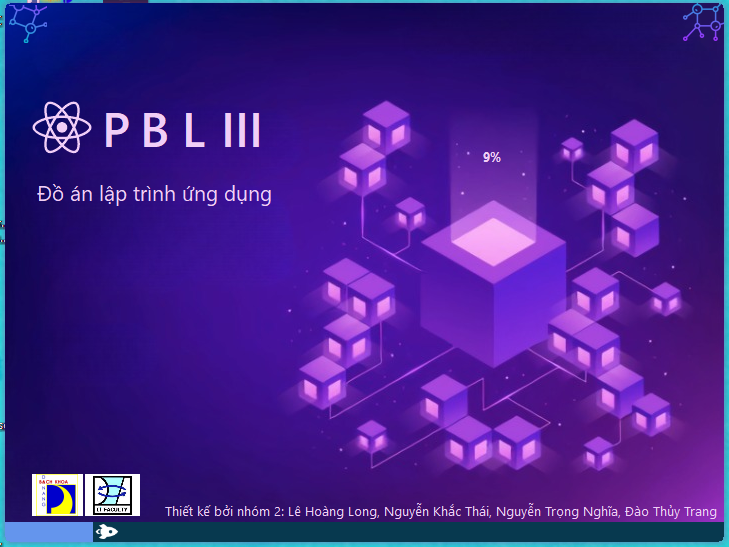 P B L III
9%
Đồ án lập trình ứng dụng
BÁCH KHOA
DANANG
IT FACULTY
Thiết kế bởi nhóm 2: Lê Hoàng Long, Nguyễn Khắc Thái, Nguyễn Trọng Nghĩa, Đào Thủy Trang